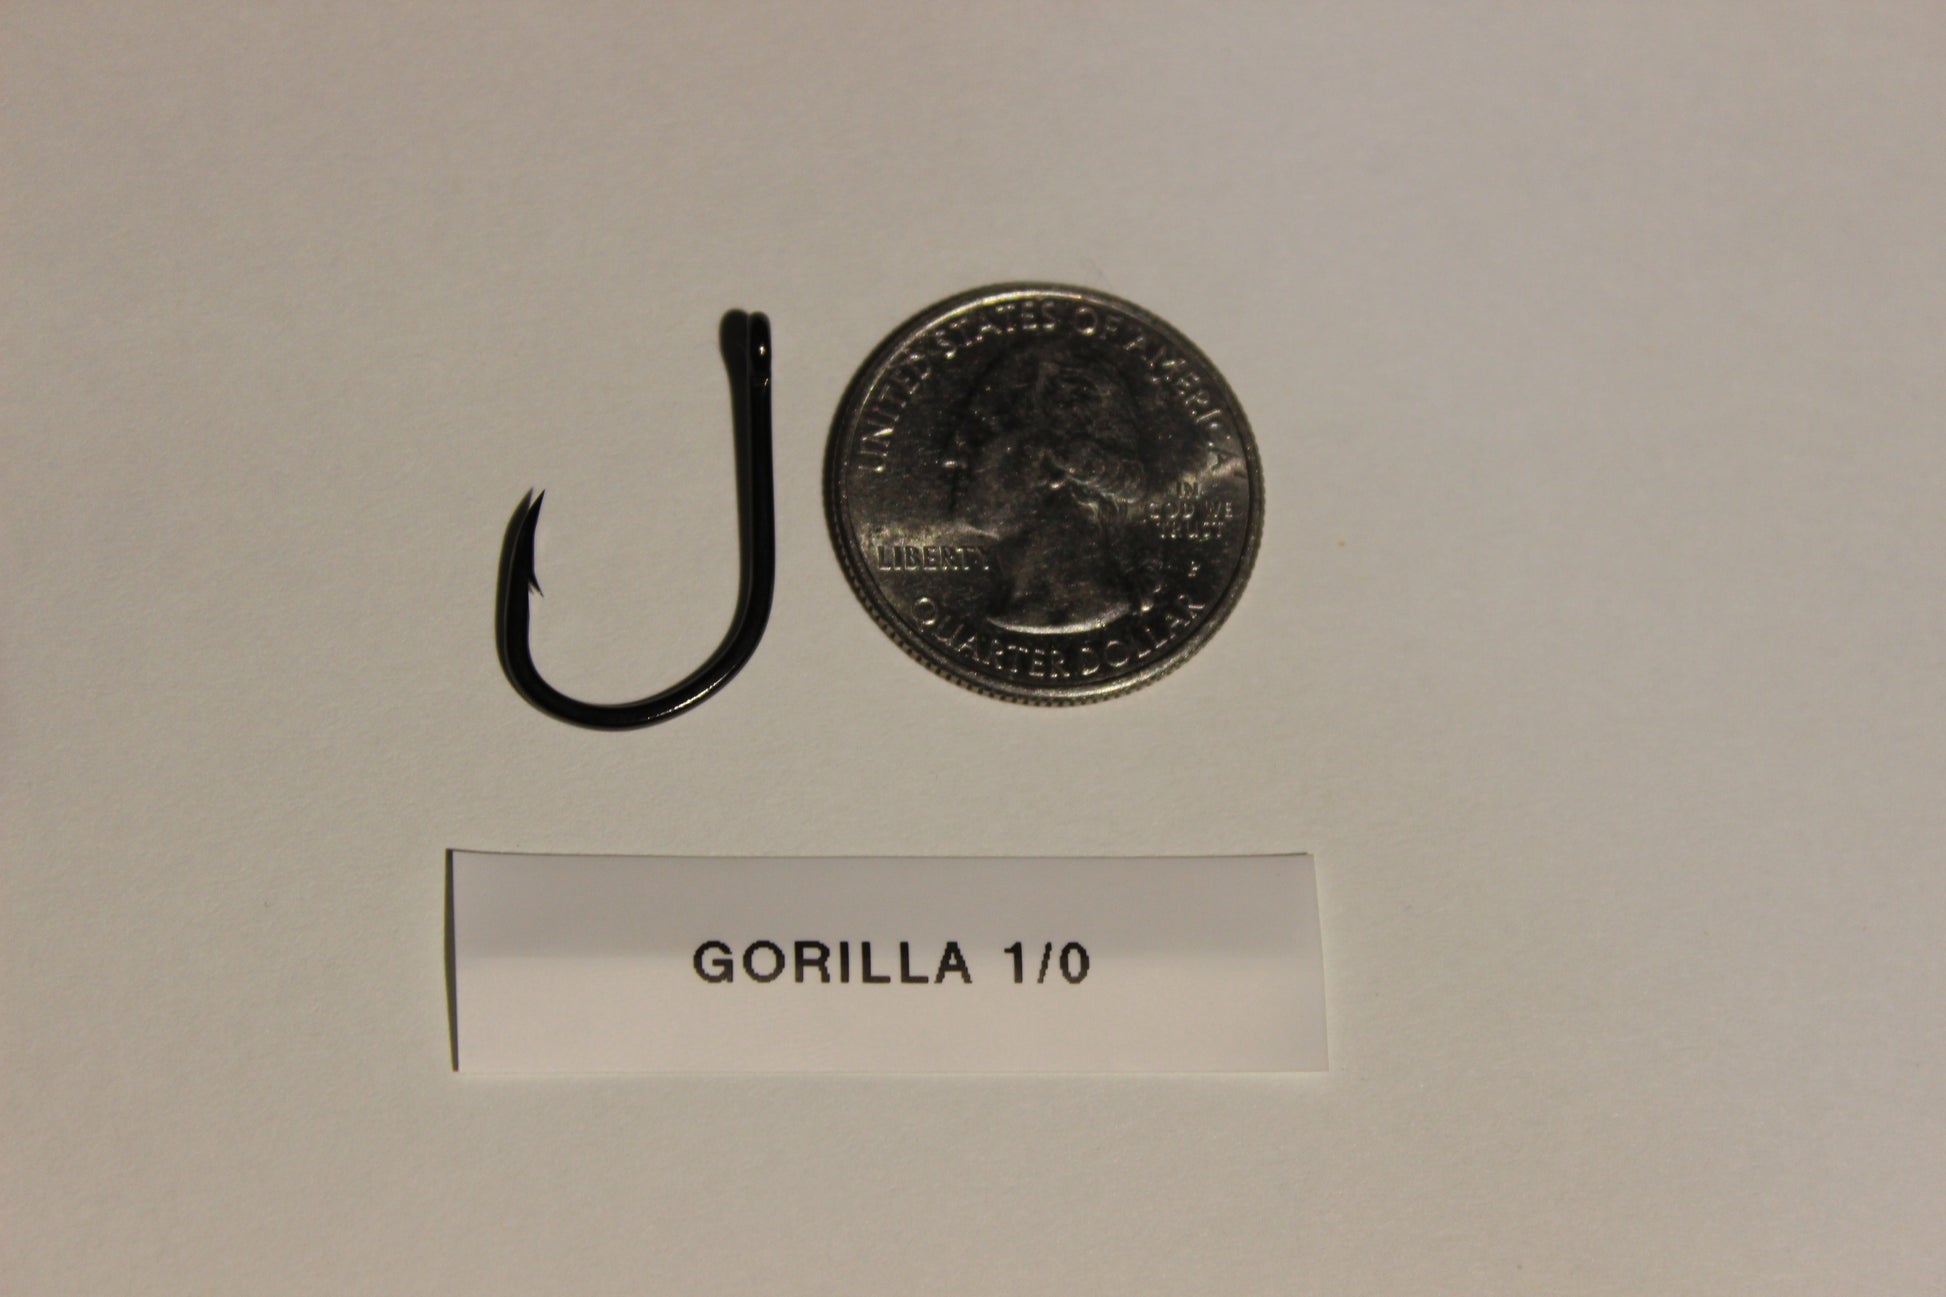 UNITED STATES OF AMERICA
LIBERTY
IN
GOD WE
TRUST
P
QUARTER DOLLAR
GORILLA 1/0